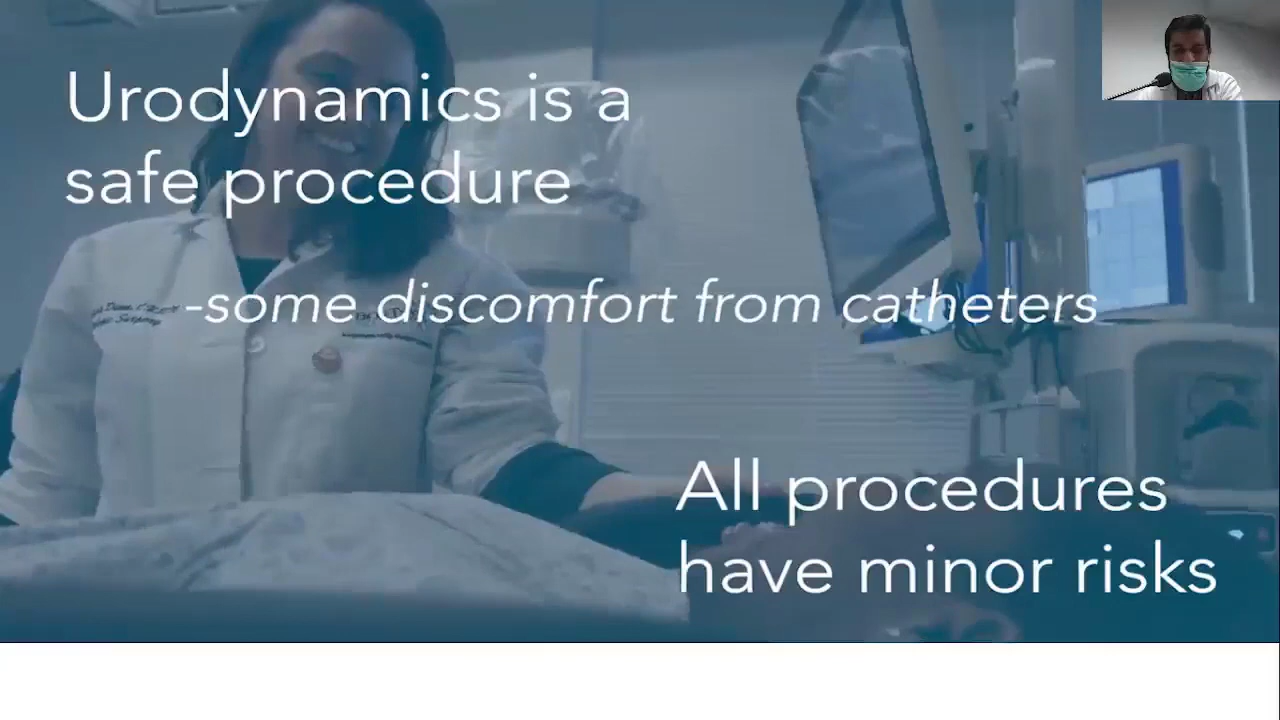 Urodynamics is a
safe procedure
-some discomfort from catheters
All procedures
have minor risks